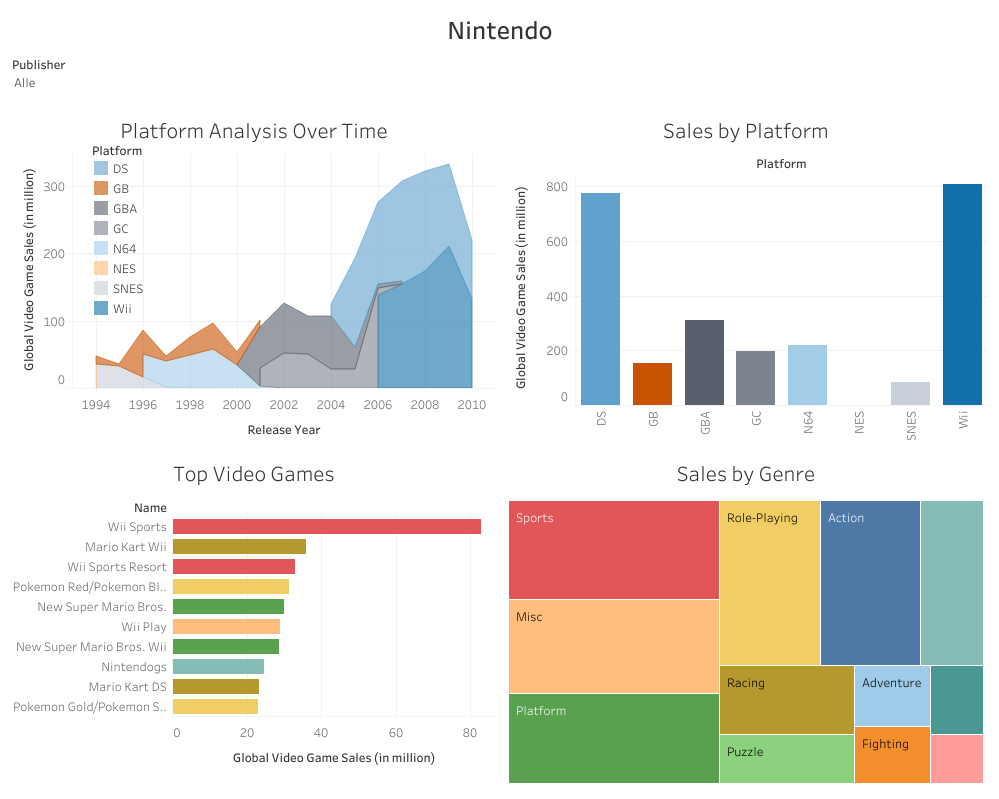 Nintendo
Publisher
Alle
Platform Analysis Over Time
Platform
DS
GB
GBA
GC
N64
NES
SNES
Wii
Global Video Game Sales (in million)
300
200
100
0
1994 1996 1998 2000 2002 2004 2006 2008 2010
Release Year
Sales by Platform
Platform
Global Video Game Sales (in million)
800
600
400
200
0
DS GB GBA GC N64 NES SNES Wii
Top Video Games
Name
Wii Sports
Mario Kart Wii
Wii Sports Resort
Pokemon Red/Pokemon Bl..
New Super Mario Bros.
Wii Play
New Super Mario Bros. Wii
Nintendogs
Mario Kart DS
Pokemon Gold/Pokemon S..
0 20 40 60 80
Global Video Game Sales (in million)
Sales by Genre
Sports
Role-Playing
Action
Misc
Platform
Racing
Adventure
Puzzle
Fighting